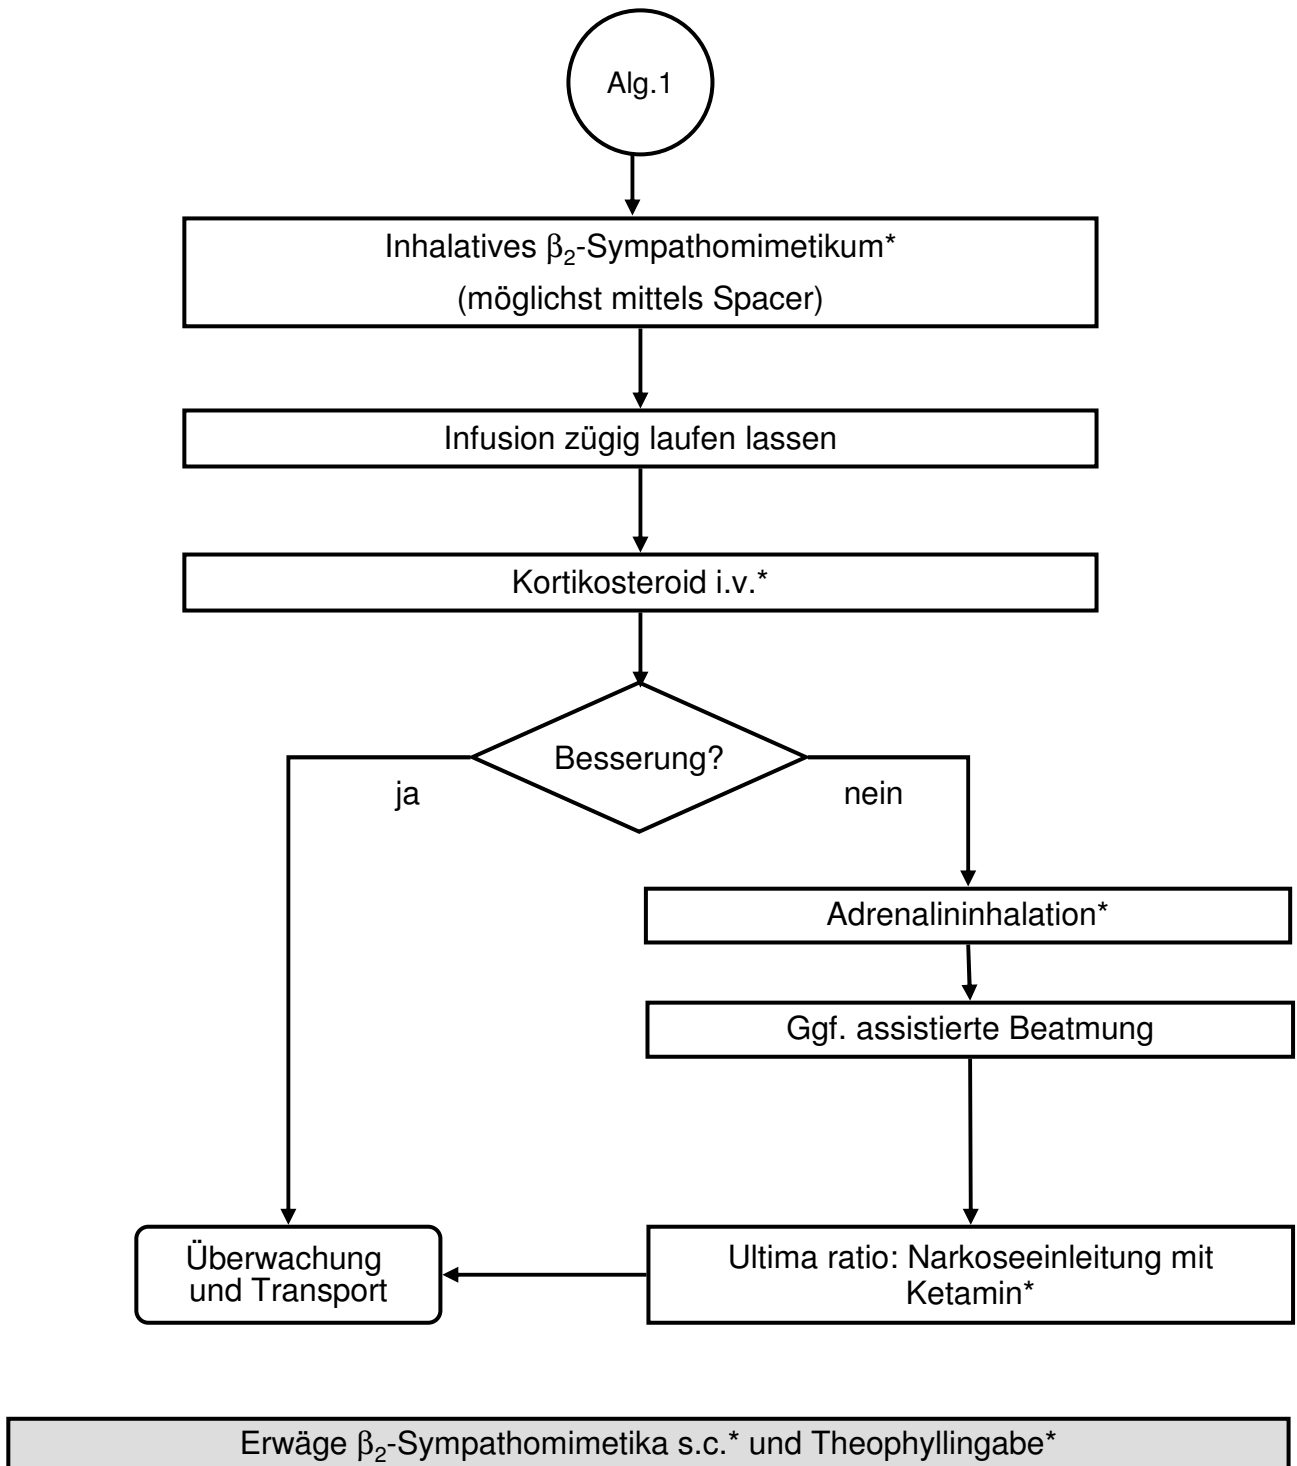 Alg.1
Inhalatives β₂-Sympathomimetikum*
(möglichst mittels Spacer)
Infusion zügig laufen lassen
Kortikosteroid i.v.*
Besserung?
ja
nein
Adrenalininhalation*
Ggf. assistierte Beatmung
Überwachung
und Transport
Ultima ratio: Narkoseeinleitung mit
Ketamin*
Erwäge β₂-Sympathomimetika s.c.* und Theophyllingabe*